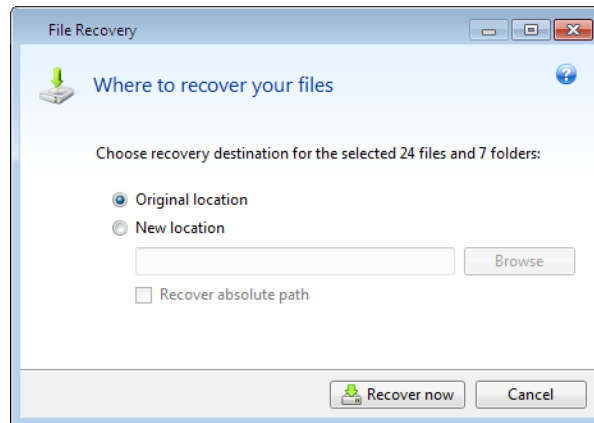 File Recovery
Where to recover your files
?
Choose recovery destination for the selected 24 files and 7 folders:
Original location
New location
Browse
Recover absolute path
Recover now
Cancel